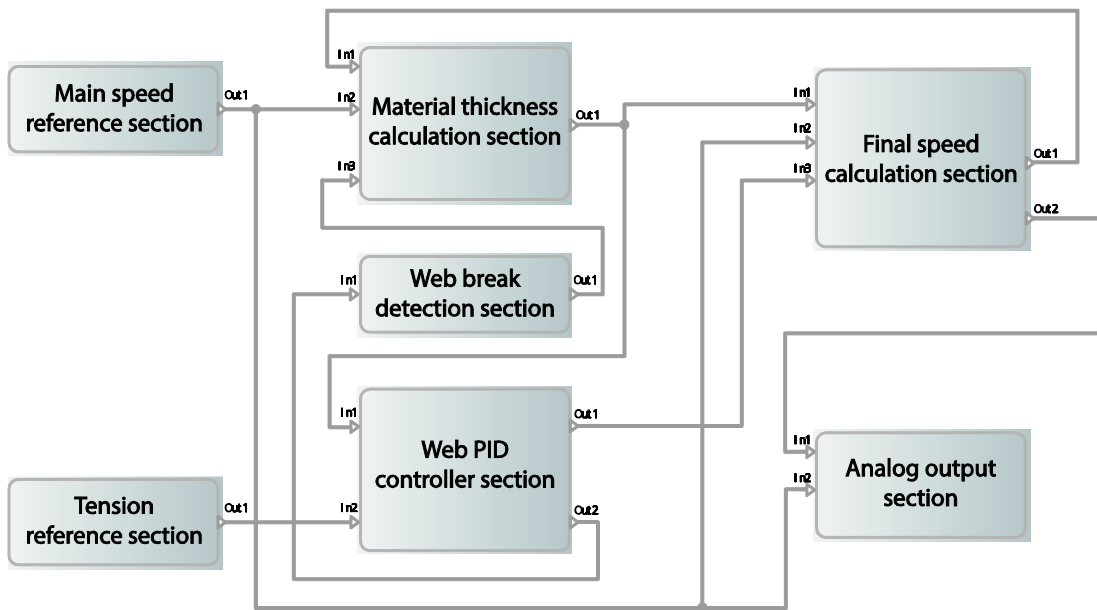 Main speed
reference section
Out1
In1
In2
In3
Material thickness
calculation section
Out1
In1
In2
In3
Final speed
calculation section
Out1
Out2
In1
Web break
detection section
Out1
In1
In2
Web PID
controller section
Out1
Out2
Tension
reference section
Out1
In1
In2
Analog output
section